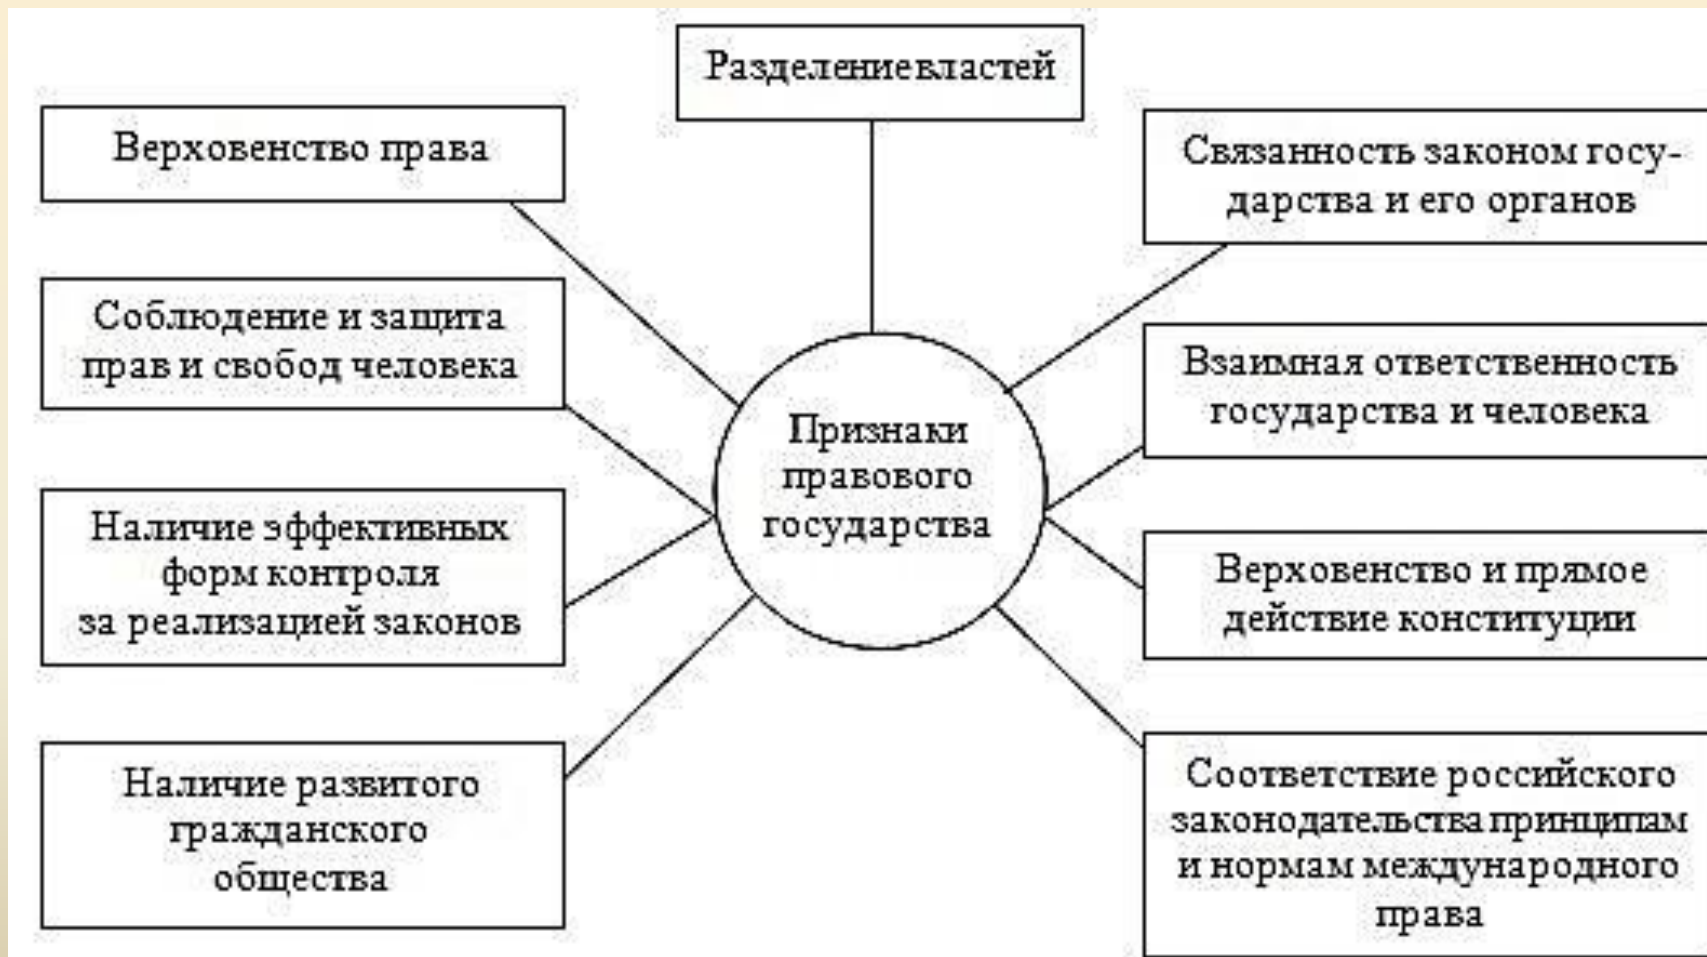 Разделение властей
Верховенство права
Соблюдение и защита
прав и свобод человека
Наличие эффективных
форм контроля
за реализацией законов
Наличие развитого
гражданского
общества
Признаки
правового
государства
Связанность законом госу-
дарства и его органов
Взаимная ответственность
государства и человека
Верховенство и прямое
действие конституции
Соответствие российского
законодательства принципам
и нормам международного
права